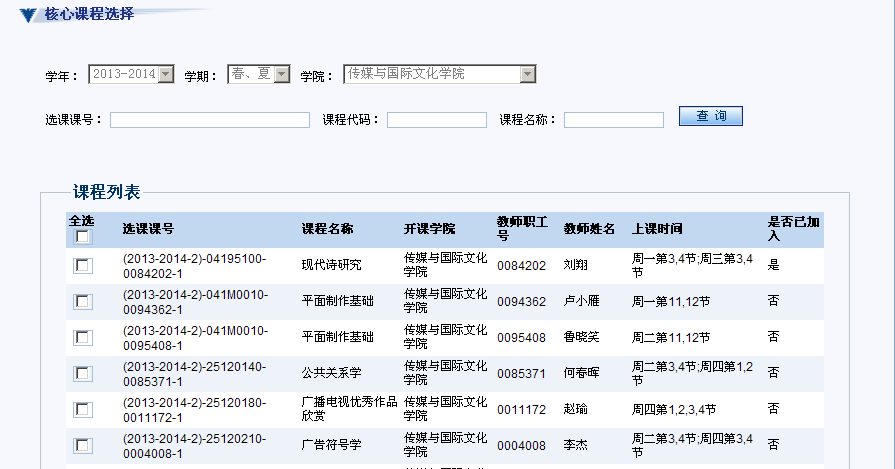 核心课程选择
学年： 2013-2014 学期： 春、夏 学院： 传媒与国际文化学院
选课课号： 课程代码： 课程名称： 查 询
课程列表
全选 选课课号 课程名称 开课学院 教师职工号 教师姓名 上课时间 是否已加入
(2013-2014-2)-04195100-0084202-1 现代诗研究 传媒与国际文化学院 0084202 刘翔 周一第3,4节;周三第3,4节 是
(2013-2014-2)-041M0010-0094362-1 平面制作基础 传媒与国际文化学院 0094362 卢小雁 周一第11,12节 否
(2013-2014-2)-041M0010-0095408-1 平面制作基础 传媒与国际文化学院 0095408 鲁晓笑 周二第11,12节 否
(2013-2014-2)-25120140-0085371-1 公共关系学 传媒与国际文化学院 0085371 何春晖 周二第3,4节;周四第1,2节 否
(2013-2014-2)-25120180-0011172-1 广播电视优秀作品欣赏 传媒与国际文化学院 0011172 赵瑜 周四第1,2,3,4节 否
(2013-2014-2)-25120210-0004008-1 广告符号学 传媒与国际文化学院 0004008 李杰 周二第3,4节;周四第3,4节 否